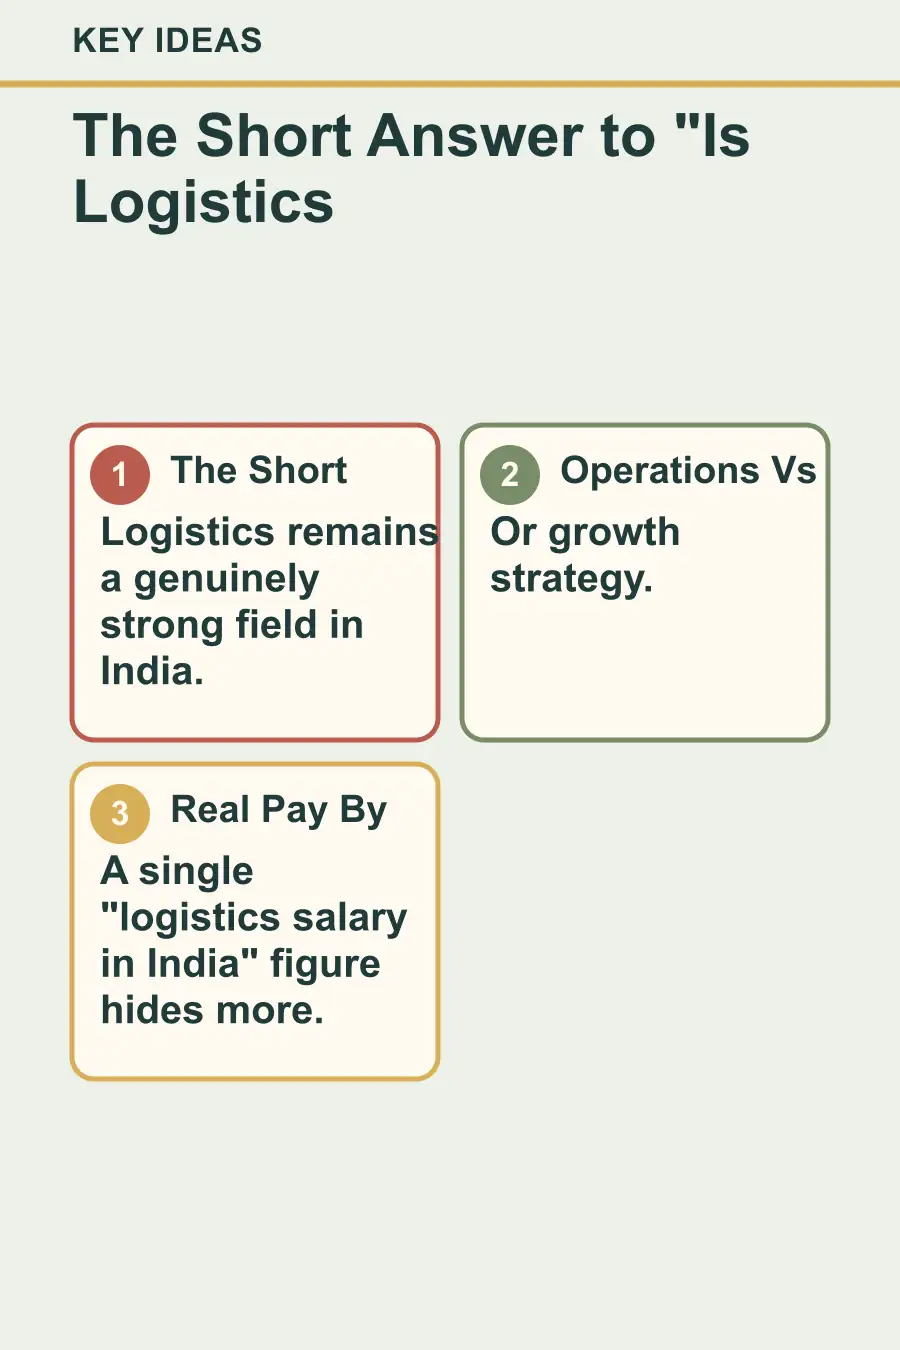 KEY IDEAS
The Short Answer to "Is
Logistics
1 The Short
Logistics remains
a genuinely
strong field in
India.
2 Operations Vs
Or growth
strategy.
3 Real Pay By
A single
"logistics salary
in India" figure
hides more.